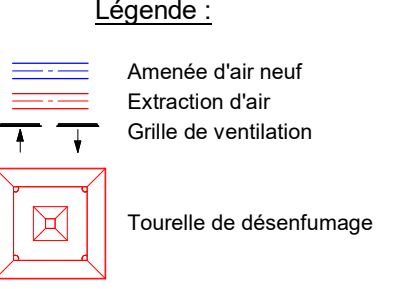 Légende :
Amenée d'air neuf
Extraction d'air
Grille de ventilation
Tourelle de désenfumage